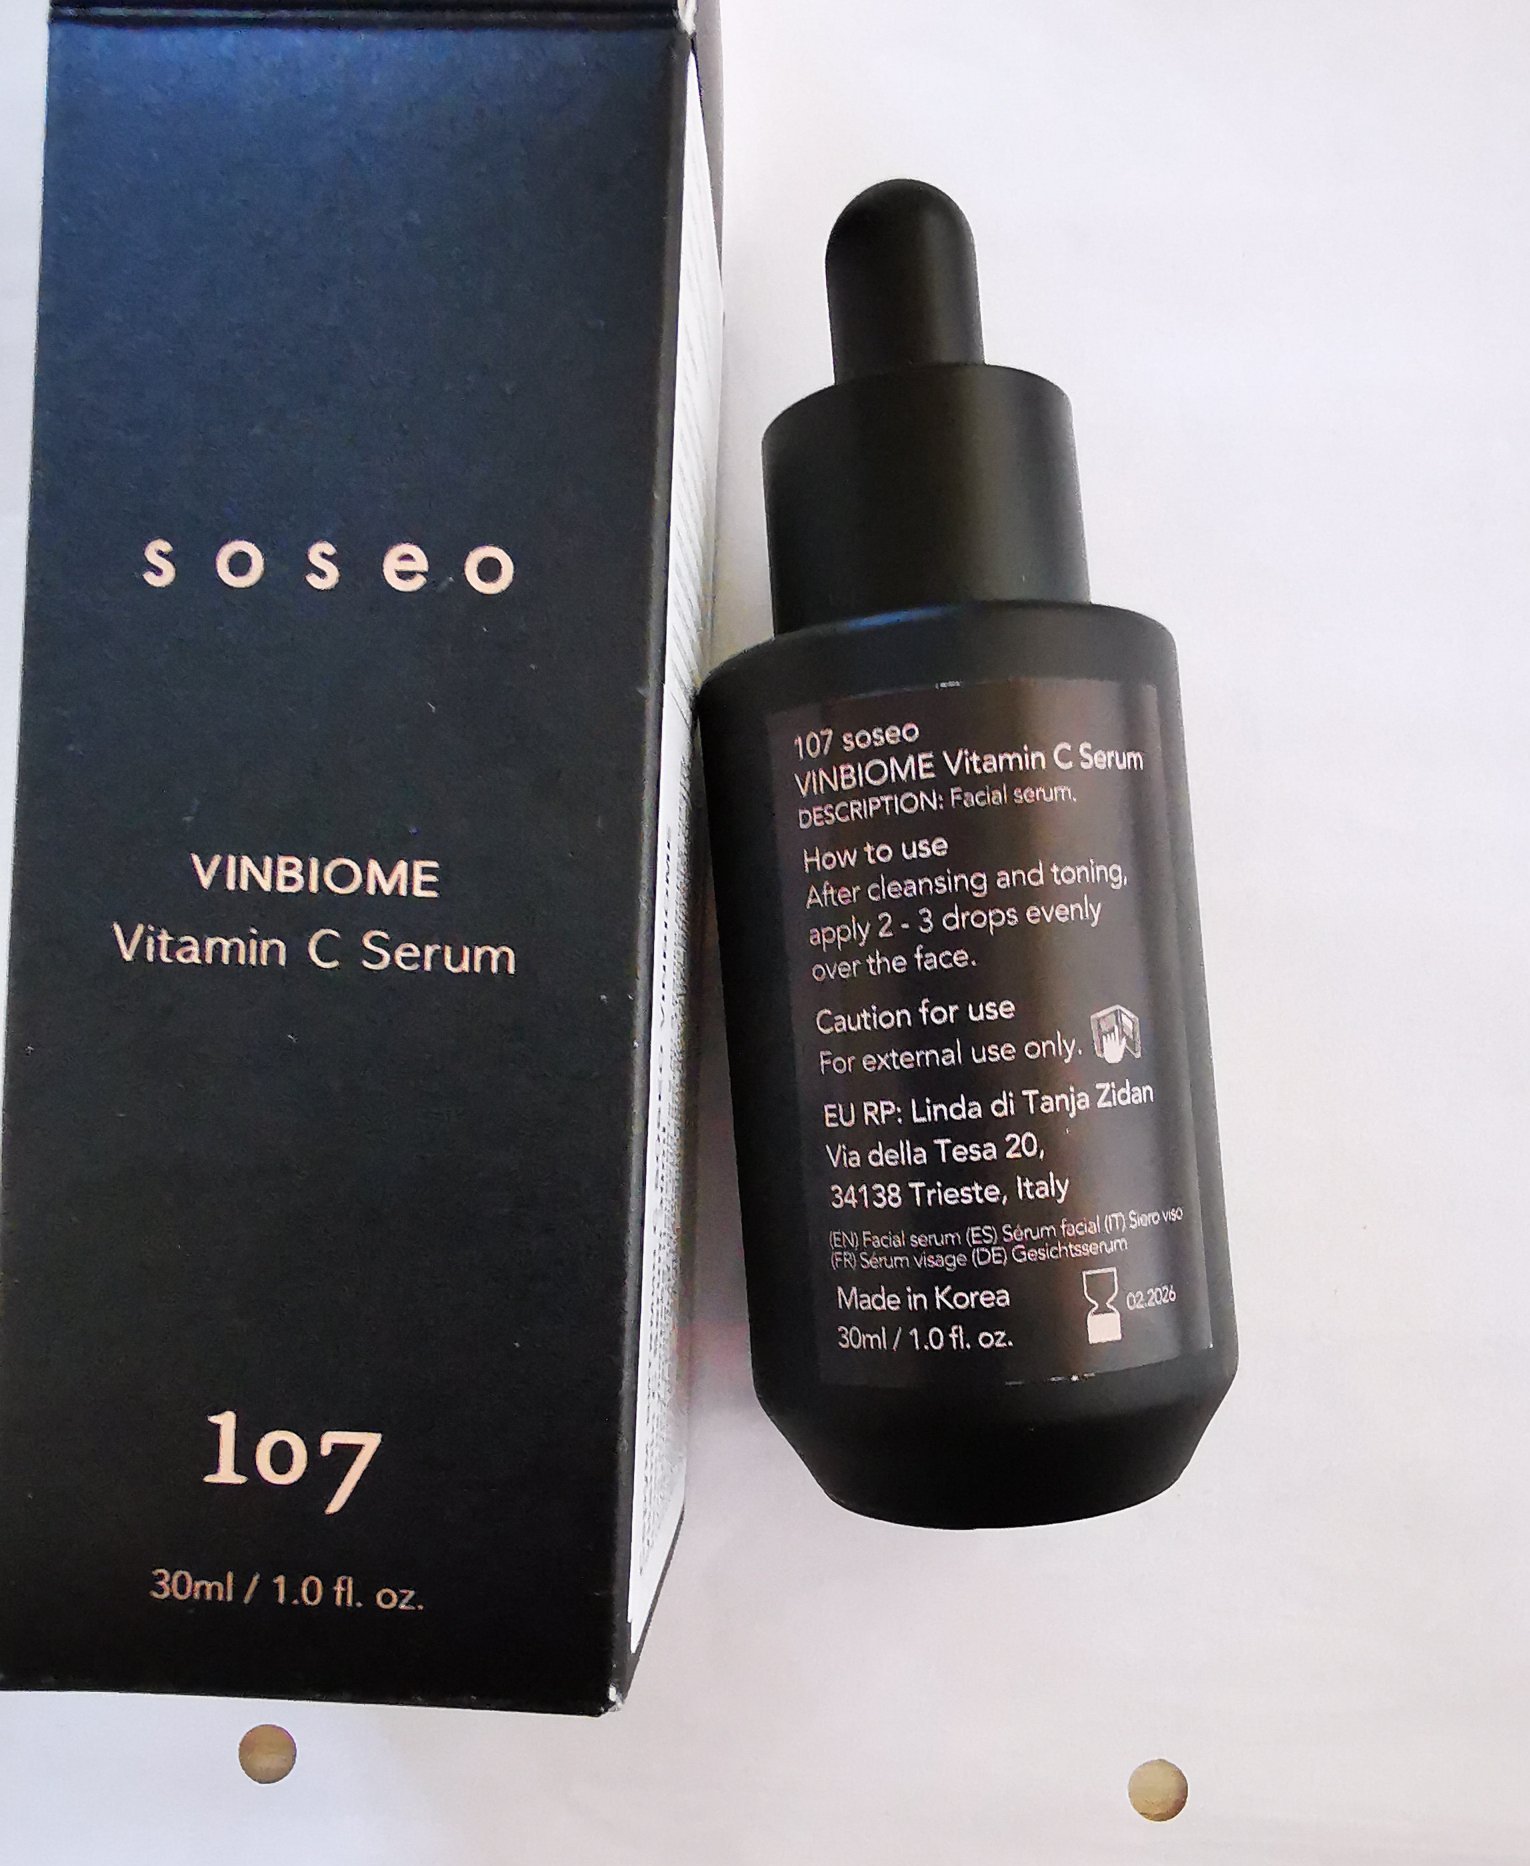 soseo
VINBIOME
Vitamin C Serum
107
30ml / 1.0 fl. oz.
107 soseo
VINBIOME Vitamin C Serum
DESCRIPTION: Facial serum.
How to use
After cleansing and toning,
apply 2 - 3 drops evenly
over the face.
Caution for use
For external use only.
EU RP: Linda di Tanja Zidan
Via della Tesa 20,
34138 Trieste, Italy
(EN) Facial serum (ES) Sérum facial (IT) Siero viso
(FR) Sérum visage (DE) Gesichtsserum
Made in Korea
02.2026
30ml / 1.0 fl. oz.